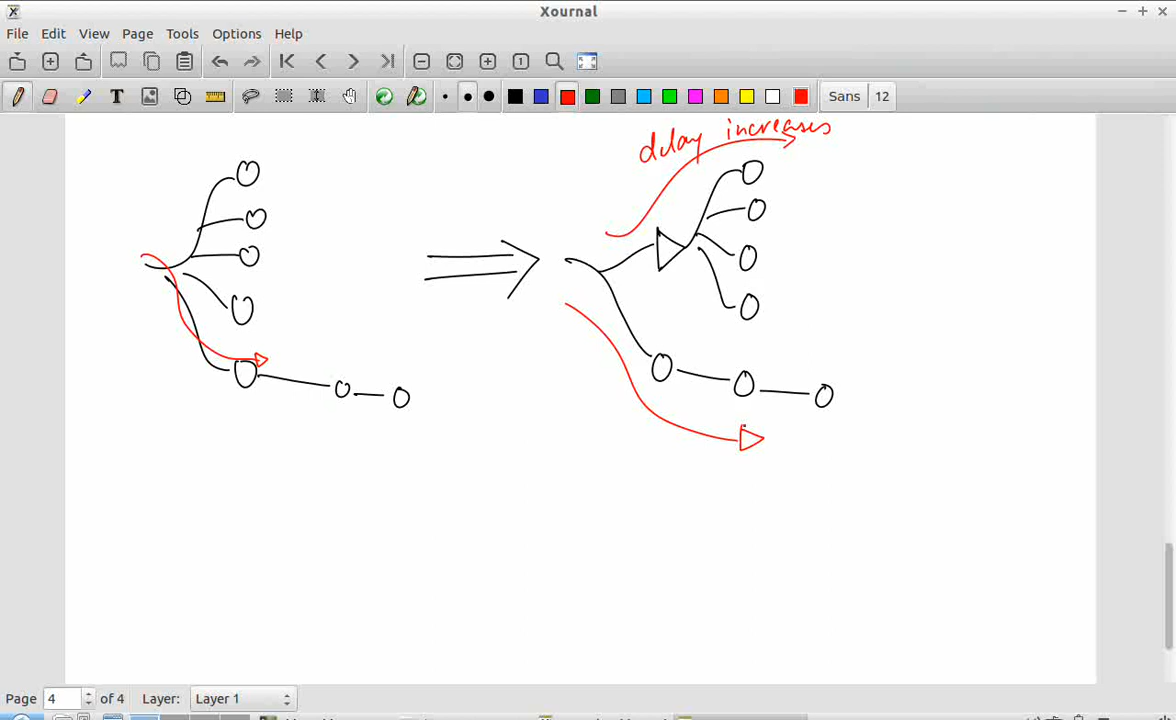 Xournal
File Edit View Page Tools Options Help
Sans 12
delay increases
Page 4 of 4 Layer: Layer 1